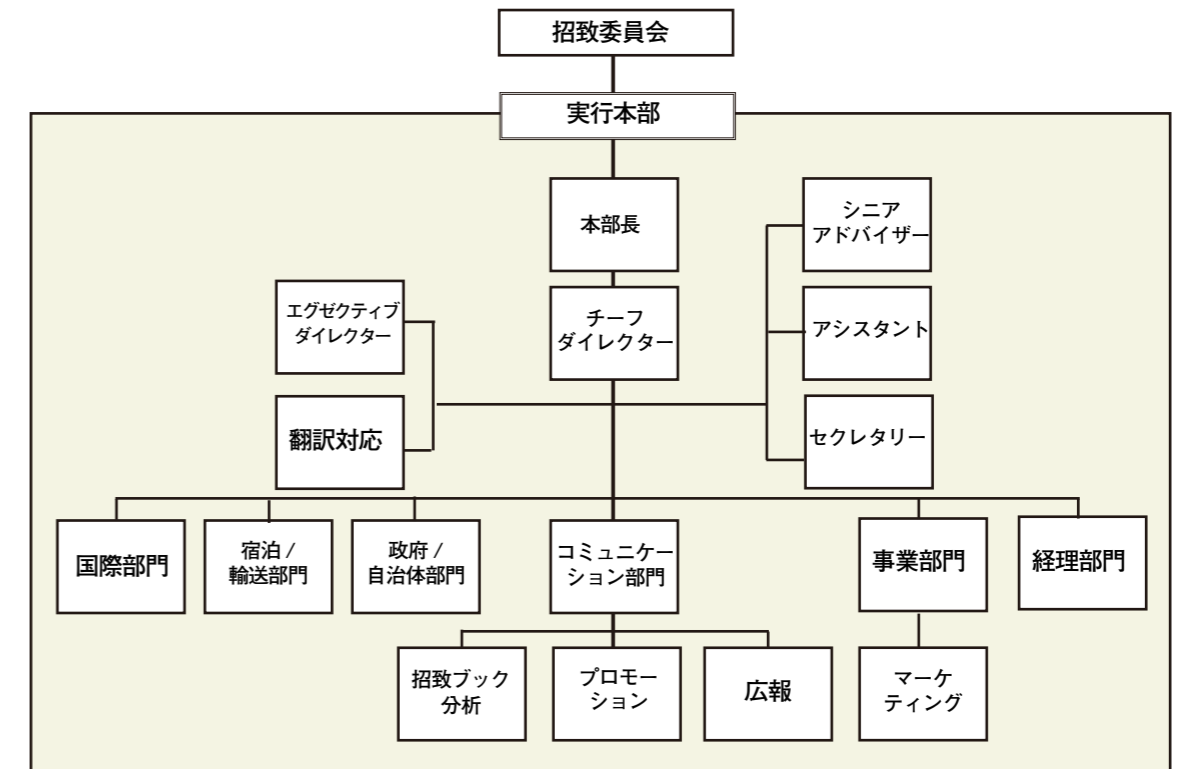 招致委員会
実行本部
本部長
シニア
アドバイザー
エグゼクティブ
ダイレクター
チーフ
ダイレクター
アシスタント
翻訳対応
セクレタリー
国際部門
宿泊 /
輸送部門
政府 /
自治体部門
コミュニケー
ション部門
事業部門
経理部門
招致ブック
分析
プロモー
ション
広報
マーケ
ティング